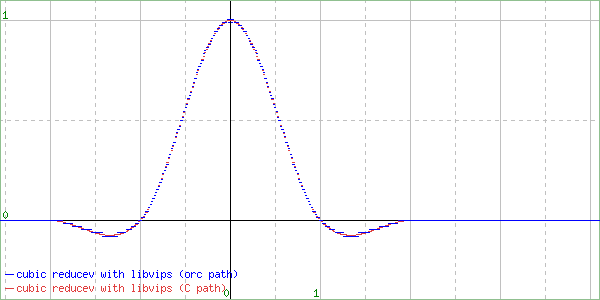 1
0
cubic reducev with libvips (orc path)
cubic reducev with libvips (C path)
0
1